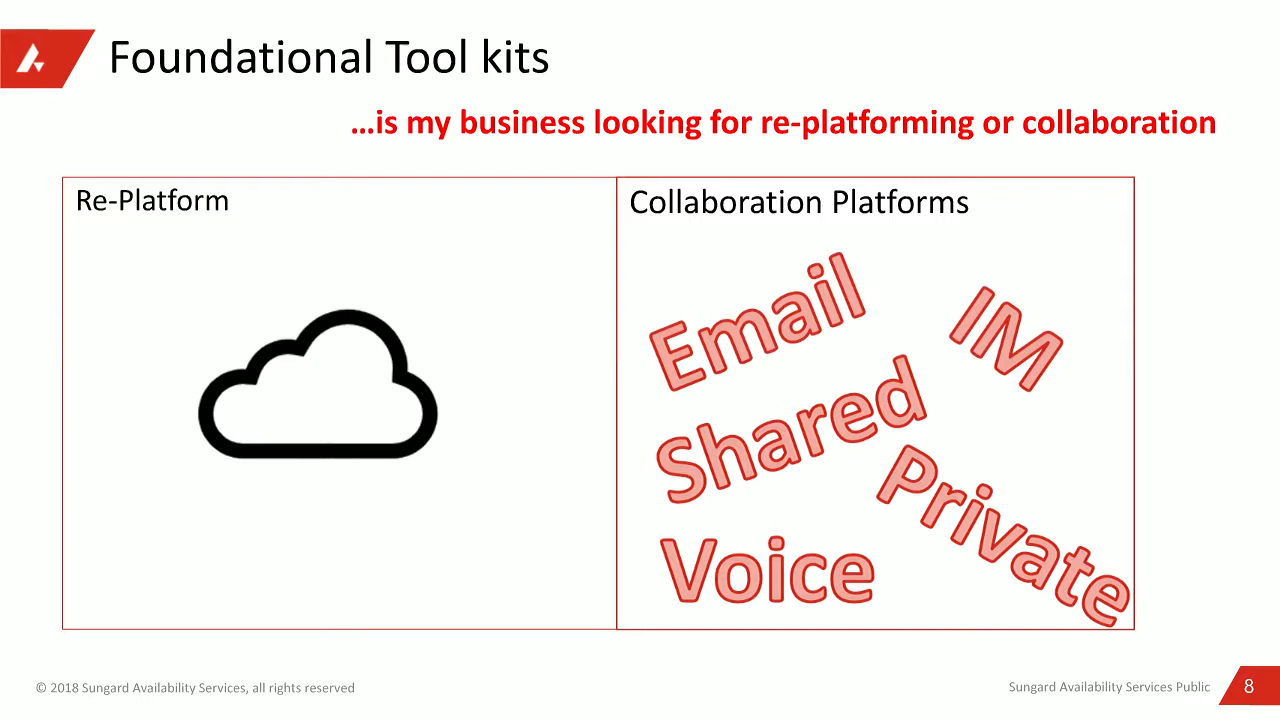 Foundational Tool kits
…is my business looking for re-platforming or collaboration
Re-Platform
Collaboration Platforms
Email
IM
Shared
Private
Voice
© 2018 Sungard Availability Services, all rights reserved
Sungard Availability Services Public
8